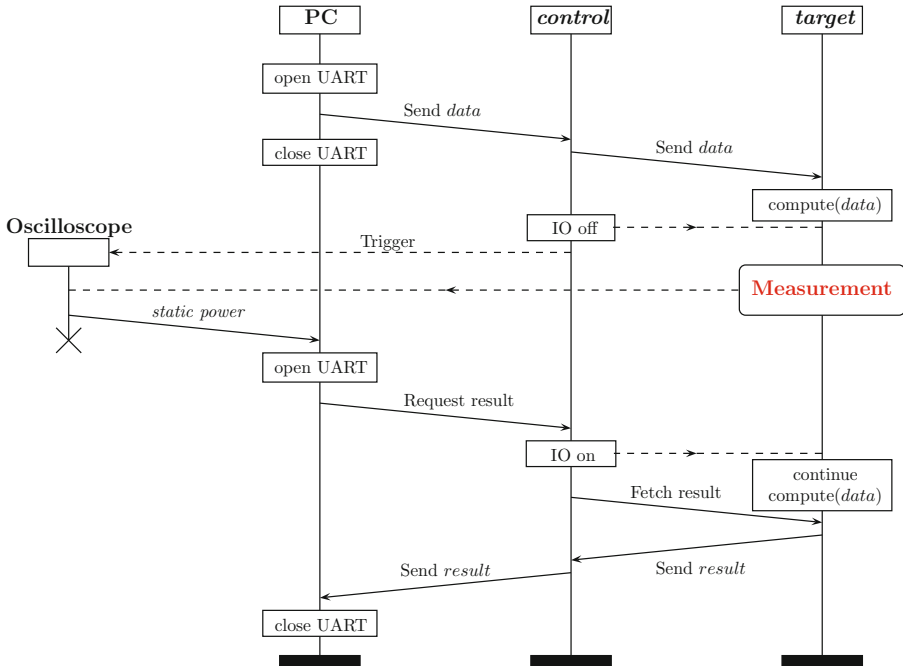 PC
control
target
open UART
Send data
close UART
Send data
compute(data)
IO off
Oscilloscope
Trigger
Measurement
static power
open UART
Request result
IO on
continue
compute(data)
Fetch result
Send result
Send result
close UART